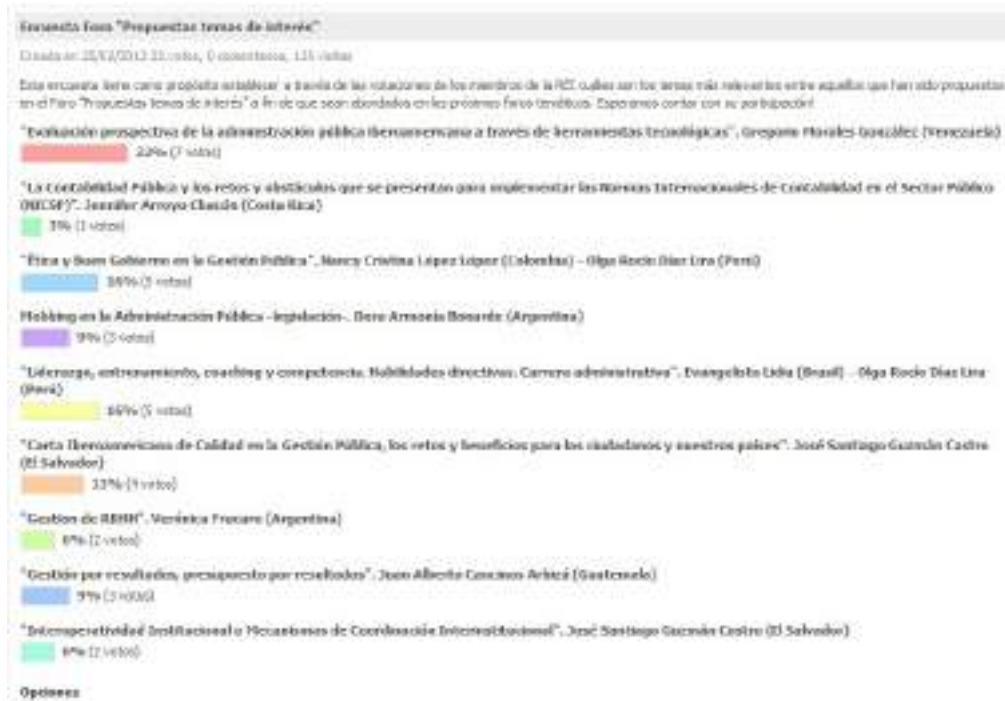 Encuesta Foro "Propuestas temas de interés"
Creada en 25/02/2013 32 votos, 0 comentarios, 125 visitas
Esta encuesta tiene como propósito establecer a través de las votaciones de los miembros de la cuáles son los temas más relevantes entre aquellos que han sido propuestos
en el Foro "Propuestas temas de interés" a fin de que sean abordados en los próximos foros temáticos. Esperamos contar con su participación!
"Evaluación prospectiva de la administración pública iberoamericana a través de herramientas tecnológicas". Gregorio Morales González (Venezuela)
22% (7 votos)
"La Contabilidad Pública y los retos y obstáculos que se presentan para implementar las Normas Internacionales de Contabilidad en el Sector Público
(NICSP)". Jennifer Arroyo Chacón (Costa Rica)
3% (1 votos)
"Ética y Buen Gobierno en la Gestión Pública". Nancy Cristina López López (Colombia) - Olga Rocío Díaz Lira (Perú)
16% (5 votos)
Mobbing en la Administración Pública -legislación-. Dora Armonía Bonardo (Argentina)
9% (3 votos)
"Liderazgo, entrenamiento, coaching y competencia. Habilidades directivas. Carrera administrativa". Evangelista Lidia (Brasil) - Olga Rocío Díaz Lira
(Perú)
16% (5 votos)
"Carta Iberoamericana de Calidad en la Gestión Pública, los retos y beneficios para los ciudadanos y nuestros países". José Santiago Guzmán Castro
(El Salvador)
13% (4 votos)
"Gestion de RRHH". Verónica (Argentina)
6% (2 votos)
"Gestión por resultados, presupuesto por resultados". Juan Alberto (Guatemala)
9% (3 votos)
"Interoperatividad Institucional o Mecanismos de Coordinación Interinstitucional". José Santiago Guzmán Castro (El Salvador)
6% (2 votos)
Opciones